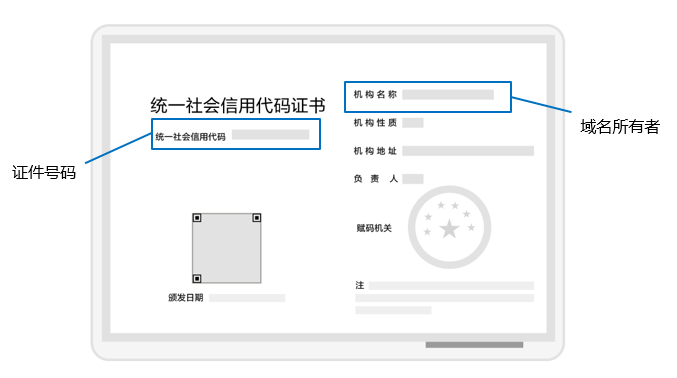 统一社会信用代码证书
统一社会信用代码
证件号码
颁发日期
机构名称
域名所有者
机构性质
机构地址
负责人
赋码机关
注